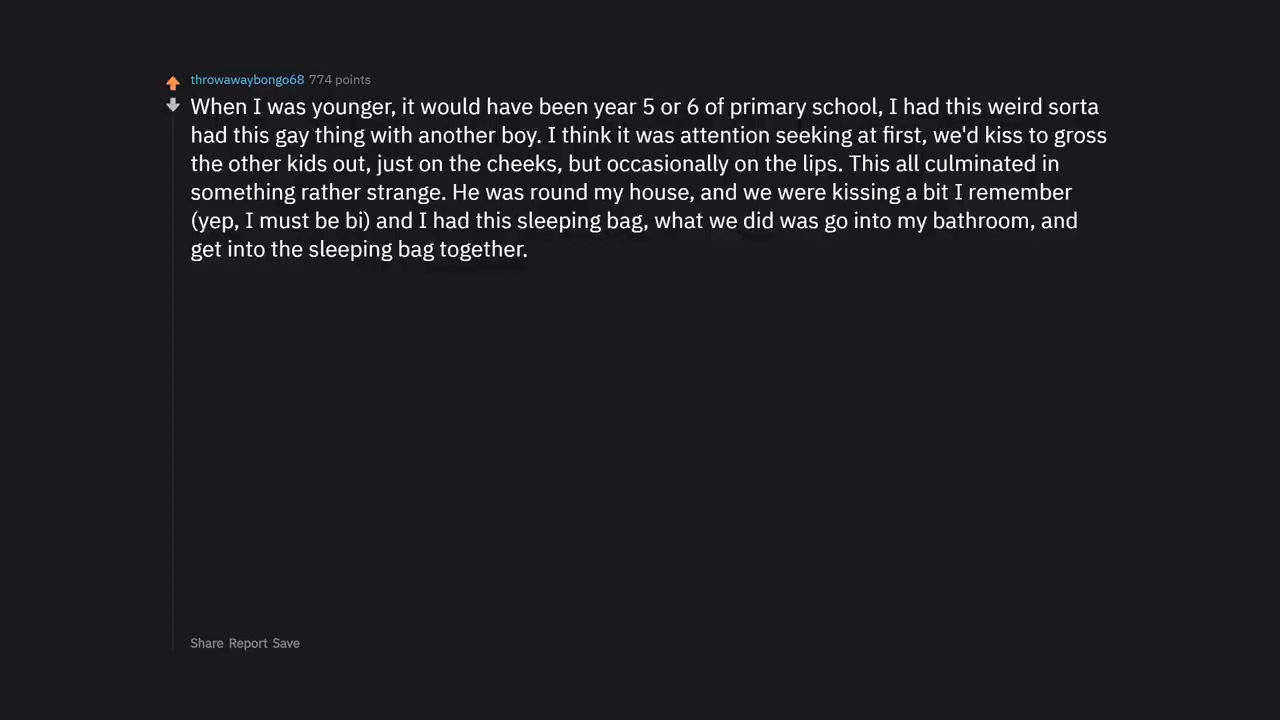 throwawaybongo68 774 points
When I was younger, it would have been year 5 or 6 of primary school, I had this weird sorta
had this gay thing with another boy. I think it was attention seeking at first, we'd kiss to gross
the other kids out, just on the cheeks, but occasionally on the lips. This all culminated in
something rather strange. He was round my house, and we were kissing a bit I remember
(yep, I must be bi) and I had this sleeping bag, what we did was go into my bathroom, and
get into the sleeping bag together.
Share Report Save